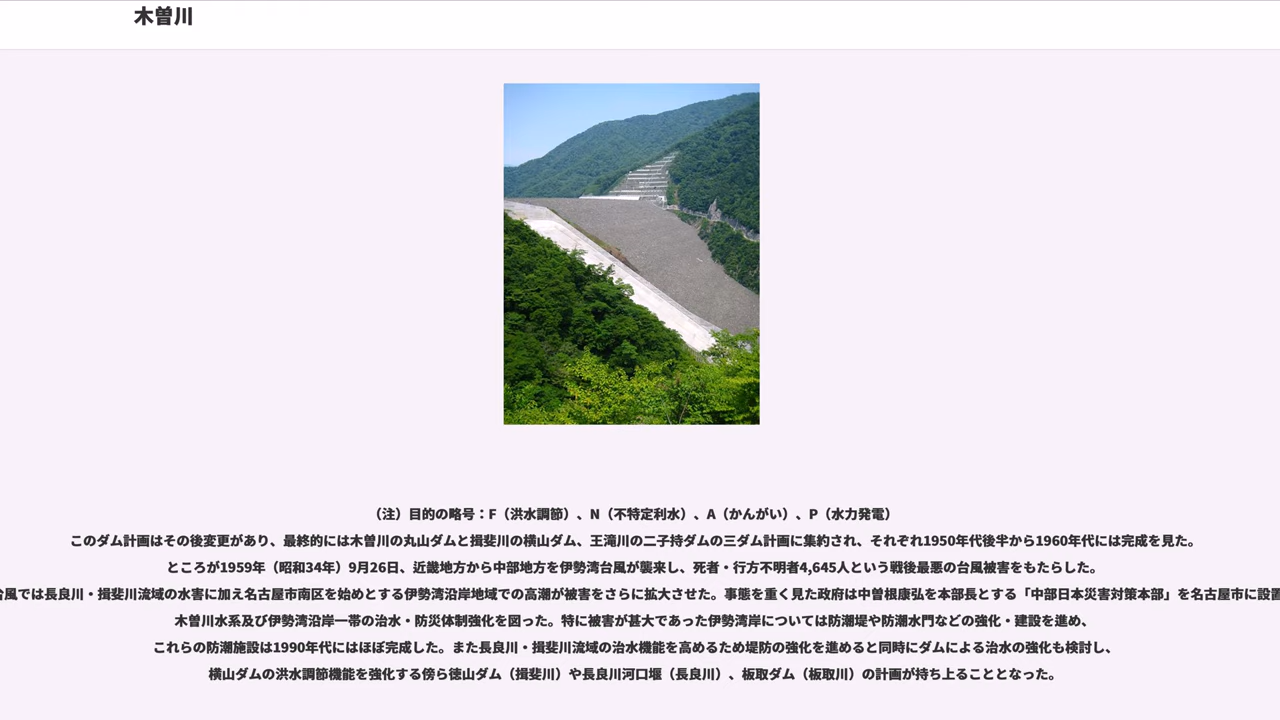 木曽川
（注）目的の略号：F（洪水調節）、N（不特定利水）、A（かんがい）、P（水力発電）
このダム計画はその後変更があり、最終的には木曽川の丸山ダムと揖斐川の横山ダム、王滝川の二子持ダムの三ダム計画に集約され、それぞれ1950年代後半から1960年代には完成を見た。
ところが1959年（昭和34年）9月26日、近畿地方から中部地方を伊勢湾台風が襲来し、死者・行方不明者4,645人という戦後最悪の台風被害をもたらした。
台風では長良川・揖斐川流域の水害に加え名古屋市南区を始めとする伊勢湾沿岸地域での高潮が被害をさらに拡大させた。事態を重く見た政府は中曽根康弘を本部長とする「中部日本災害対策本部」を名古屋市に設置
木曽川水系及び伊勢湾沿岸一帯の治水・防災体制強化を図った。特に被害が甚大であった伊勢湾岸については防潮堤や防潮水門などの強化・建設を進め、
これらの防潮施設は1990年代にはほぼ完成した。また長良川・揖斐川流域の治水機能を高めるため堤防の強化を進めると同時にダムによる治水の強化も検討し、
横山ダムの洪水調節機能を強化する傍ら徳山ダム（揖斐川）や長良川河口堰（長良川）、板取ダム（板取川）の計画が持ち上ることとなった。